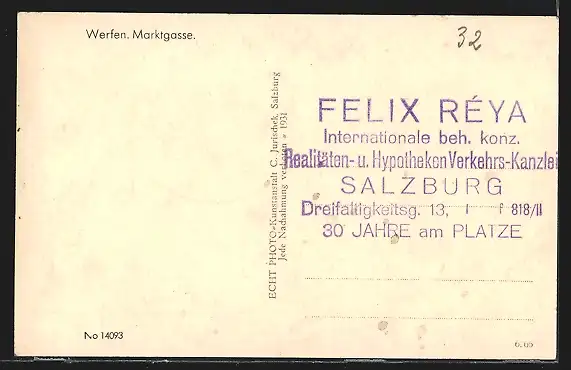 Werfen. Marktgasse.
32
ECHT PHOTO-Kunstanstalt C. Jurischek, Salzburg
Jede Nachahmung verboten - 1931
FELIX RÉYA
Internationale beh. konz.
Realitäten- u. Hypotheken Verkehrs-Kanzlei
SALZBURG
Dreifaltigkeitsg. 13, 818/II
30 JAHRE am PLATZE
No 14093